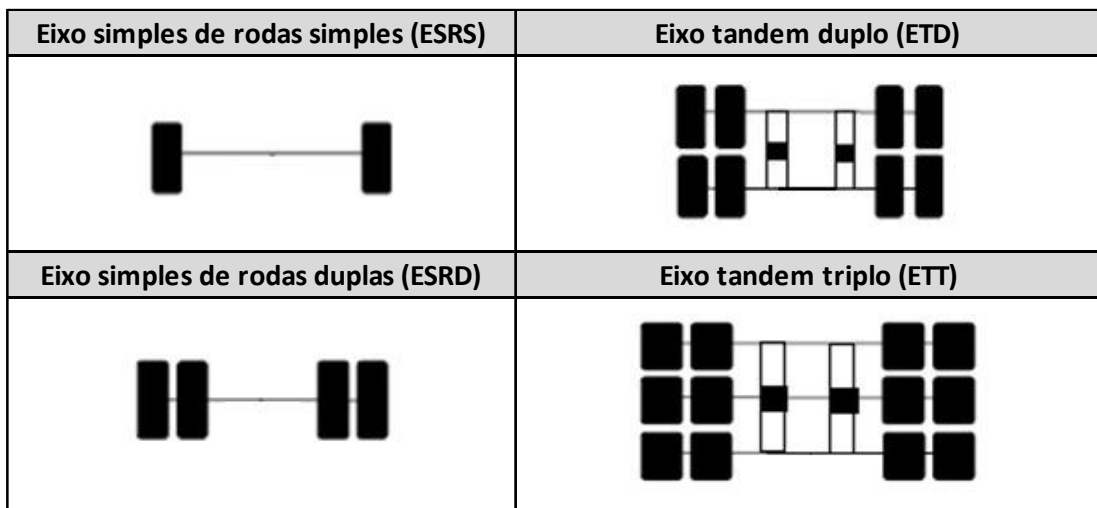 Eixo simples de rodas simples (ESRS)
Eixo tandem duplo (ETD)
Eixo simples de rodas duplas (ESRD)
Eixo tandem triplo (ETT)